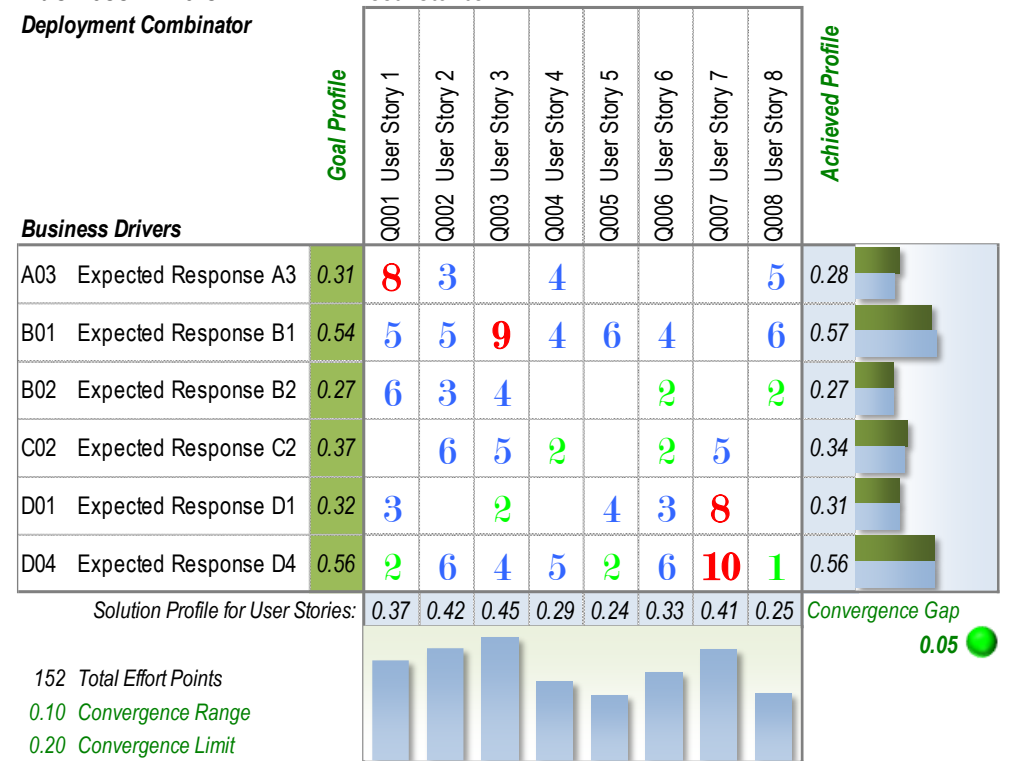 Deployment Combinator
Goal Profile
Q001 User Story 1
Q002 User Story 2
Q003 User Story 3
Q004 User Story 4
Q005 User Story 5
Q006 User Story 6
Q007 User Story 7
Q008 User Story 8
Achieved Profile
Business Drivers
A03 Expected Response A3 0.31 8 3 4 5 0.28
B01 Expected Response B1 0.54 5 5 9 4 6 4 6 0.57
B02 Expected Response B2 0.27 6 3 4 2 2 0.27
C02 Expected Response C2 0.37 6 5 2 2 5 0.34
D01 Expected Response D1 0.32 3 2 4 3 8 0.31
D04 Expected Response D4 0.56 2 6 4 5 2 6 10 1 0.56
Solution Profile for User Stories: 0.37 0.42 0.45 0.29 0.24 0.33 0.41 0.25 Convergence Gap
0.05
152 Total Effort Points
0.10 Convergence Range
0.20 Convergence Limit